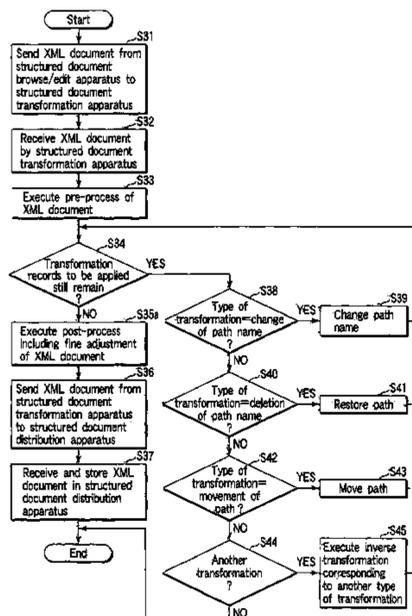 Start
S31
Send XML document from
structured document
browse/edit apparatus to
structured document
transformation apparatus
S32
Receive XML document
by structured document
transformation apparatus
S33
Execute pre-process of
XML document
S34
Transformation
records to be applied
still remain
?
YES
NO
S35a
Execute post-process
including fine adjustment
of XML document
S36
Send XML document from
structured document
transformation apparatus
to structured document
distribution apparatus
S37
Receive and store XML
document in structured
document distribution
apparatus
End
S38
Type of
transformation=change
of path name
?
YES
NO
S39
Change path
name
S40
Type of
transformation=deletion
of path name
?
YES
NO
S41
Restore path
S42
Type of
transformation=
movement of
path ?
YES
NO
S43
Move path
S44
Another
transformation
?
YES
NO
S45
Execute inverse
transformation
corresponding
to another type
of transformation